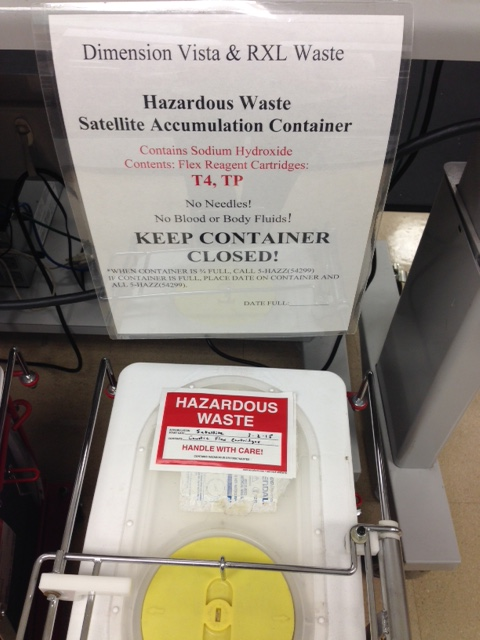 Dimension Vista & RXL Waste
Hazardous Waste
Satellite Accumulation Container
Contains Sodium Hydroxide
Contents: Flex Reagent Cartridges:
T4, TP
No Needles!
No Blood or Body Fluids!
KEEP CONTAINER
CLOSED!
*WHEN CONTAINER IS ¾ FULL, CALL 5-HAZZ(54299)
IF CONTAINER IS FULL, PLACE DATE ON CONTAINER AND
ALL 5-HAZZ(54299).
DATE FULL:
HAZARDOUS
WASTE
Satellite
Flex Cartridges
HANDLE WITH CARE!